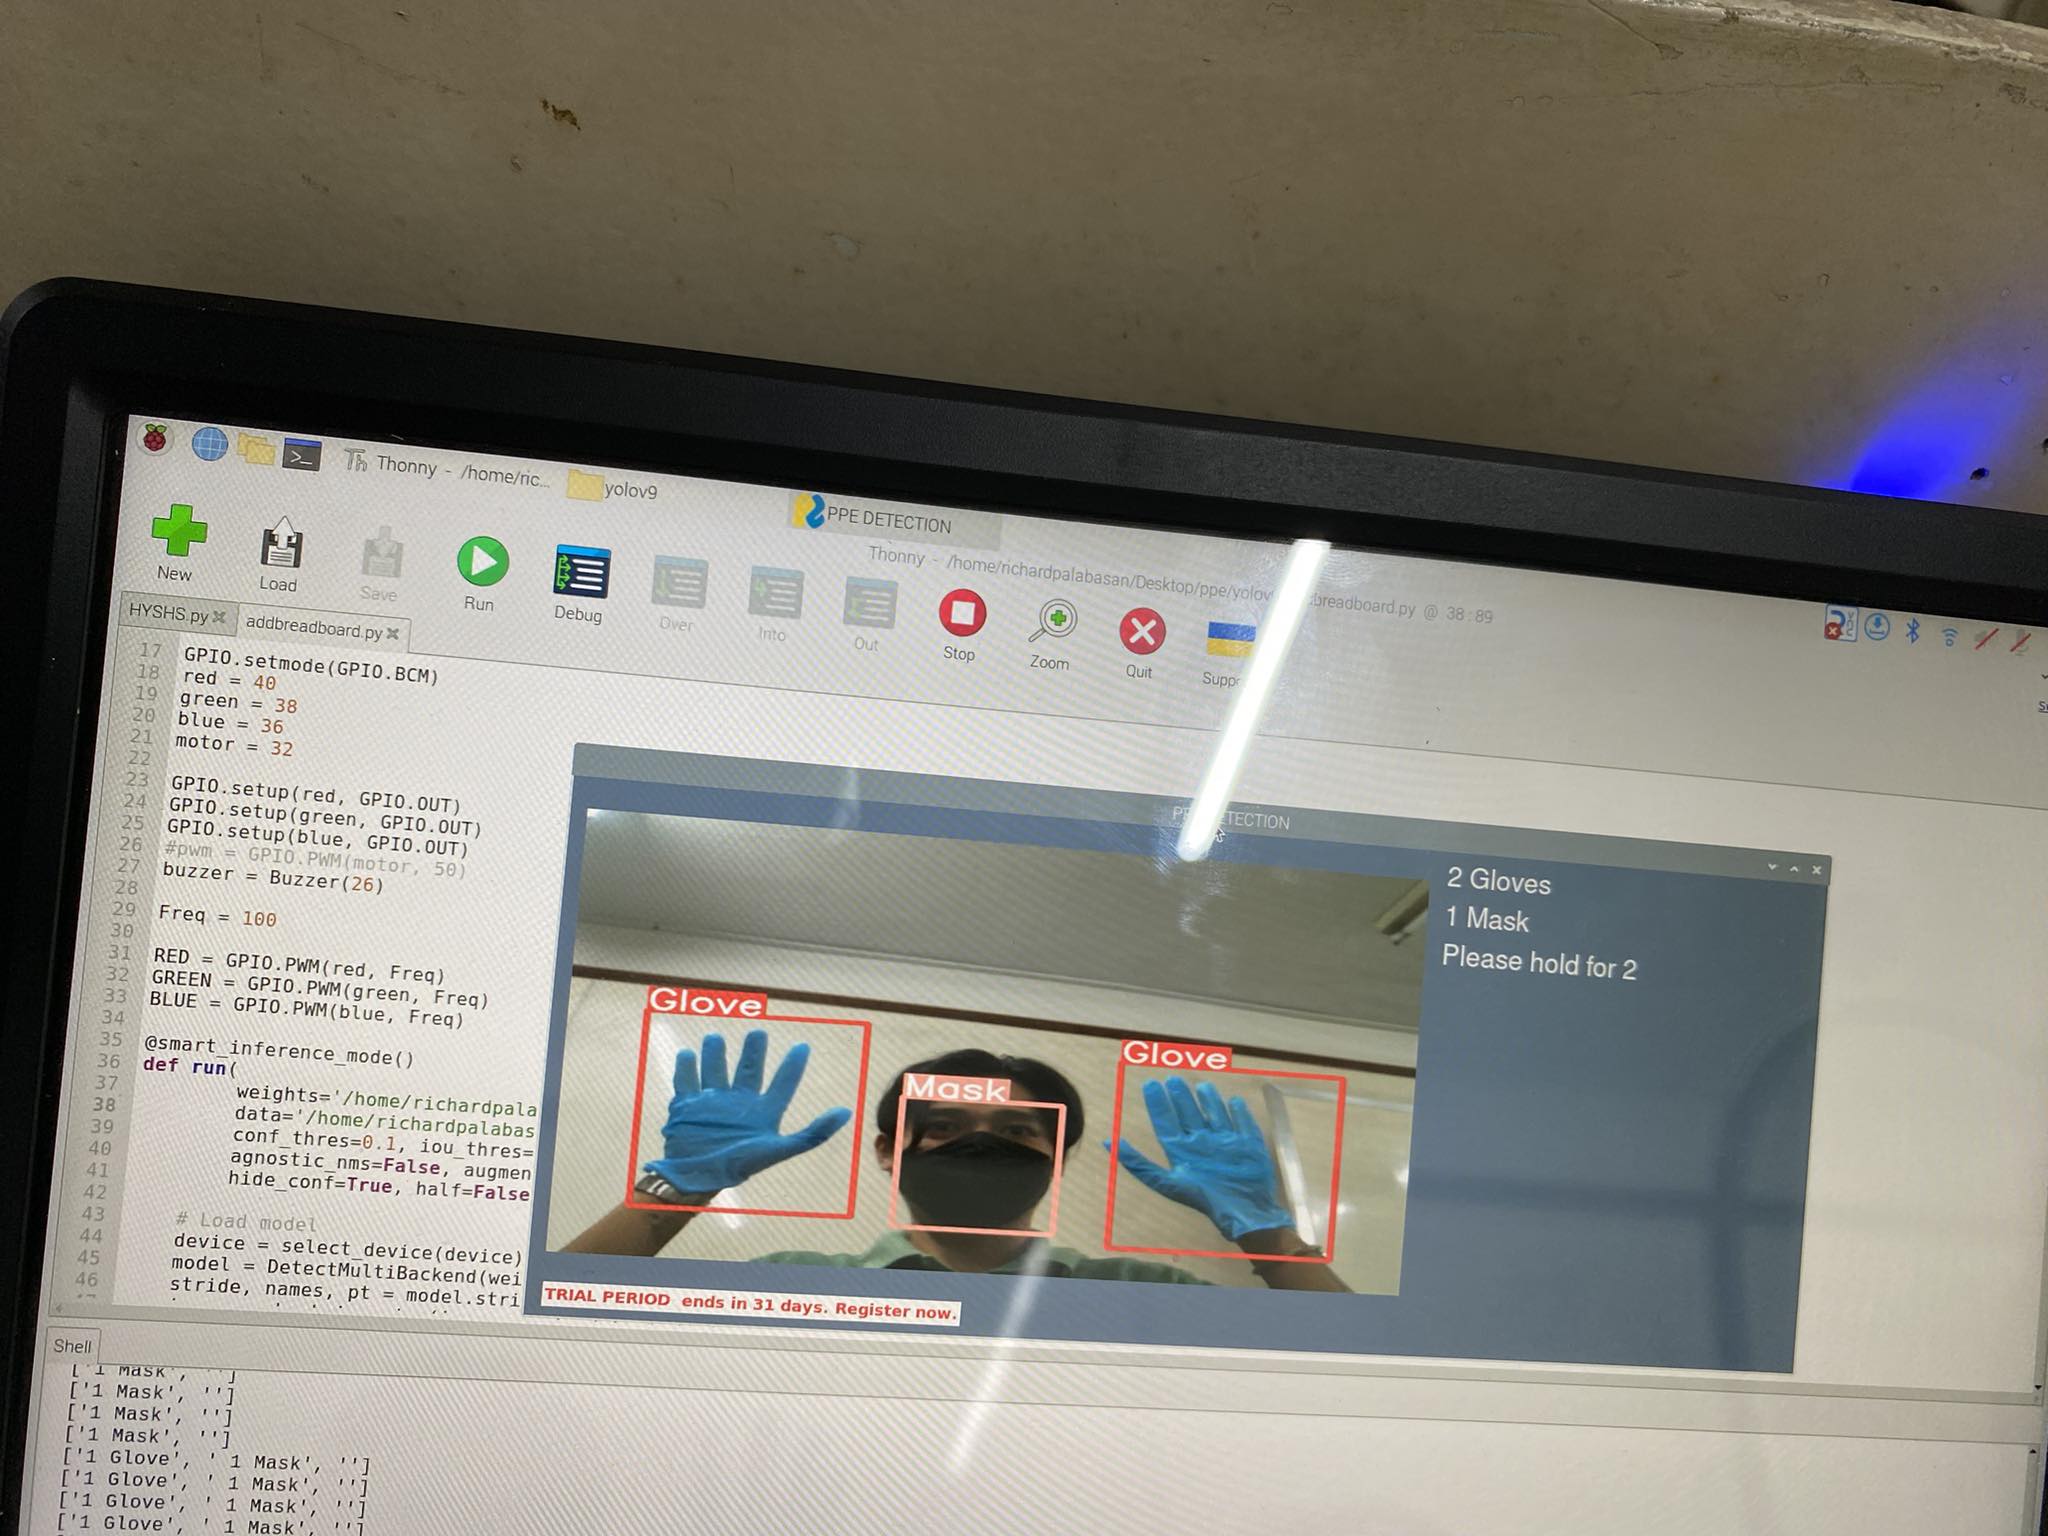 Thonny - /home/ric...
yolov9
PPE DETECTION
Thonny - /home/richardpalabasan/Desktop/ppe/yolov breadboard.py @ 38:89
New
Load
Save
Run
Debug
Over
Into
Out
Stop
Zoom
Quit
Supp
HYSHS.py
addbreadboard.py
17 GPIO.setmode(GPIO.BCM)
18 red = 40
19 green = 38
20 blue = 36
21 motor = 32
22
23 GPIO.setup(red, GPIO.OUT)
24 GPIO.setup(green, GPIO.OUT)
25 GPIO.setup(blue, GPIO.OUT)
26 #pwm = GPIO.PWM(motor, 50)
27 buzzer = Buzzer(26)
28
29 Freq = 100
30
31 RED = GPIO.PWM(red, Freq)
32 GREEN = GPIO.PWM(green, Freq)
33 BLUE = GPIO.PWM(blue, Freq)
34
35 @smart_inference_mode()
36 def run(
37 weights='/home/richardpala
38 data='/home/richardpalabas
39 conf_thres=0.1, iou_thres=
40 agnostic_nms=False, augmen
41 hide_conf=True, half=False
42
43 # Load model
44 device = select_device(device)
45 model = DetectMultiBackend(wei
46 stride, names, pt = model.stri
PPE DETECTION
2 Gloves
1 Mask
Please hold for 2
Glove
Mask
Glove
TRIAL PERIOD ends in 31 days. Register now.
Shell
['1 Mask', '']
['1 Mask', '']
['1 Mask', '']
['1 Mask', '']
['1 Glove', ' 1 Mask', '']
['1 Glove', ' 1 Mask', '']
['1 Glove', ' 1 Mask', '']
['1 Glove', ' 1 Mask', '']